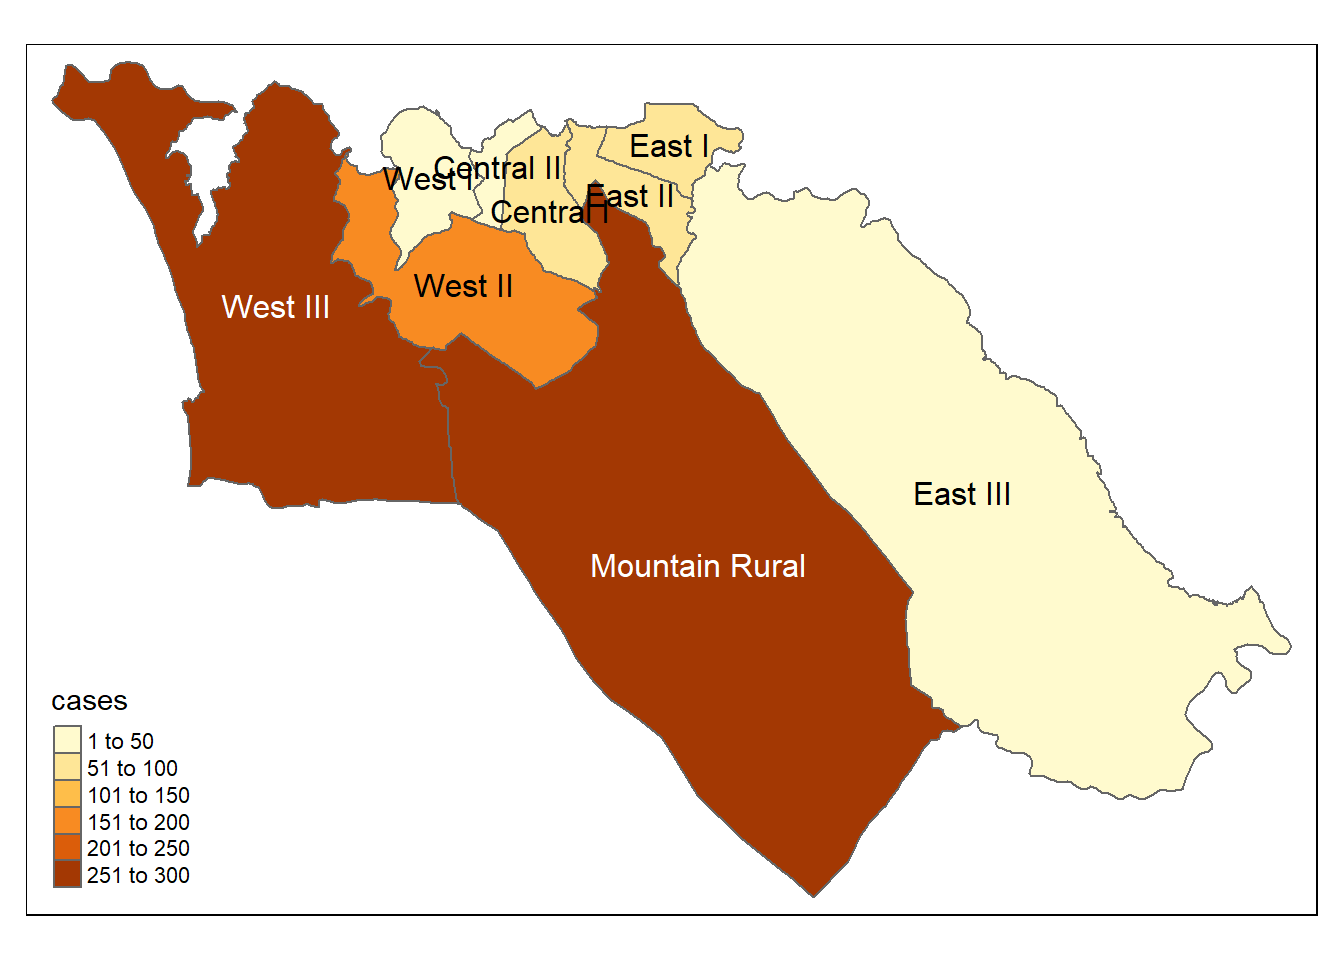 East I
Central II
West I
East II
Central I
West II
West III
East III
Mountain Rural
cases
1 to 50
51 to 100
101 to 150
151 to 200
201 to 250
251 to 300